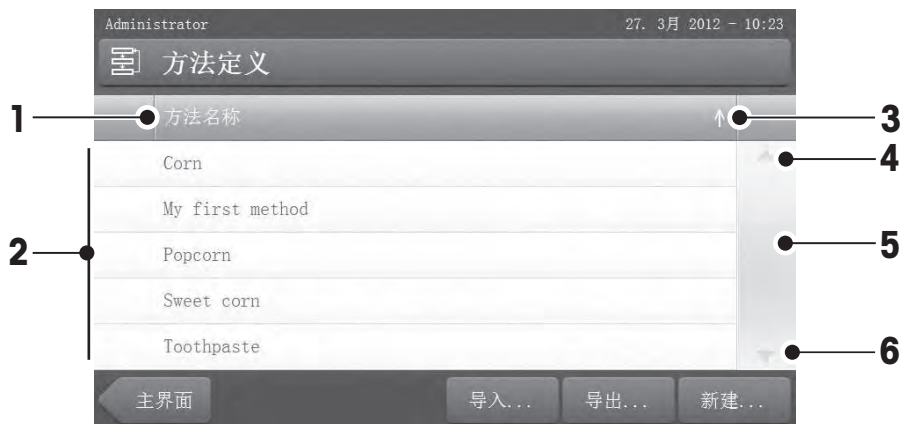 Administrator 27. 3月 2012 - 10:23
方法定义
1 方法名称 ↑ 3
Corn 4
My first method
2 Popcorn 5
Sweet corn
Toothpaste 6
主界面 导入... 导出... 新建...